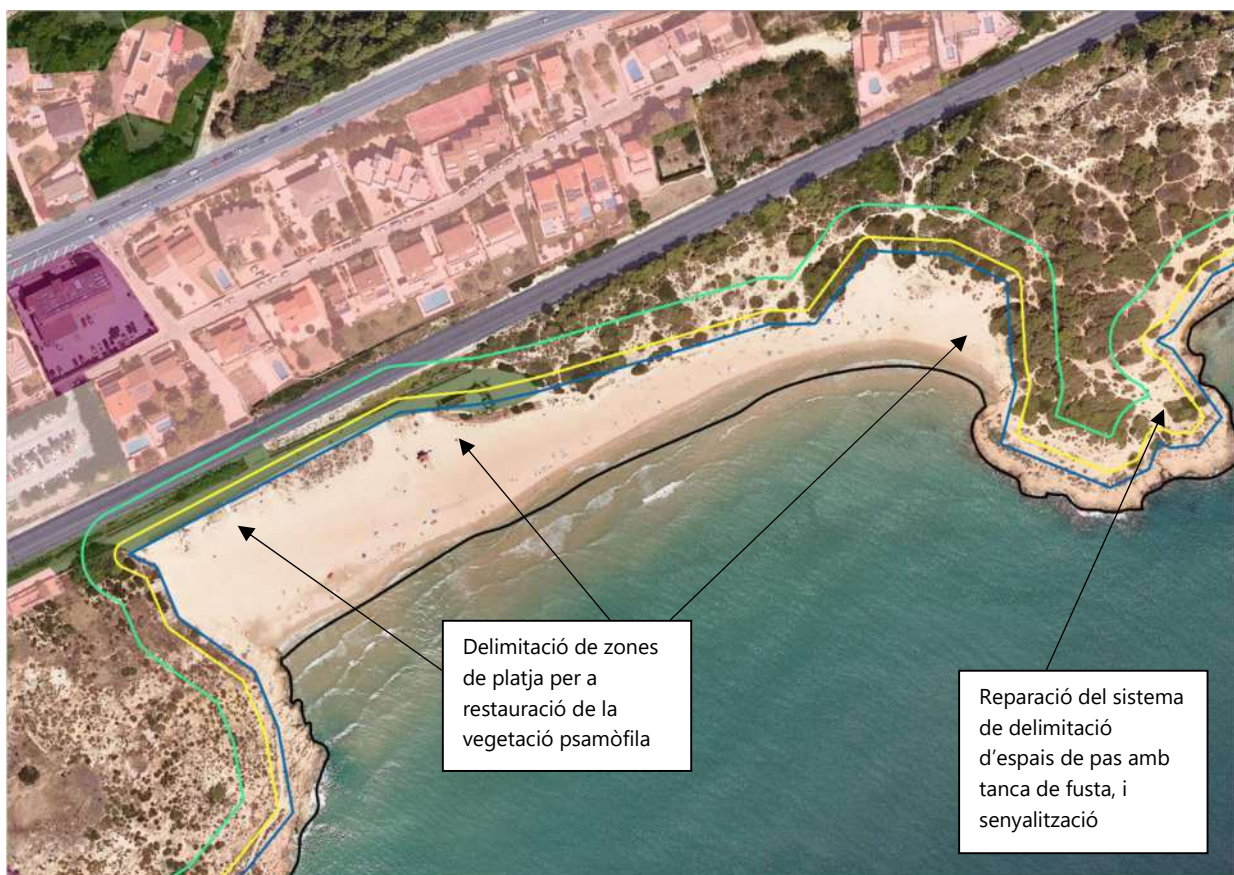 Delimitació de zones
de platja per a
restauració de la
vegetació psamòfila
Reparació del sistema
de delimitació
d'espais de pas amb
tanca de fusta, i
senyalització